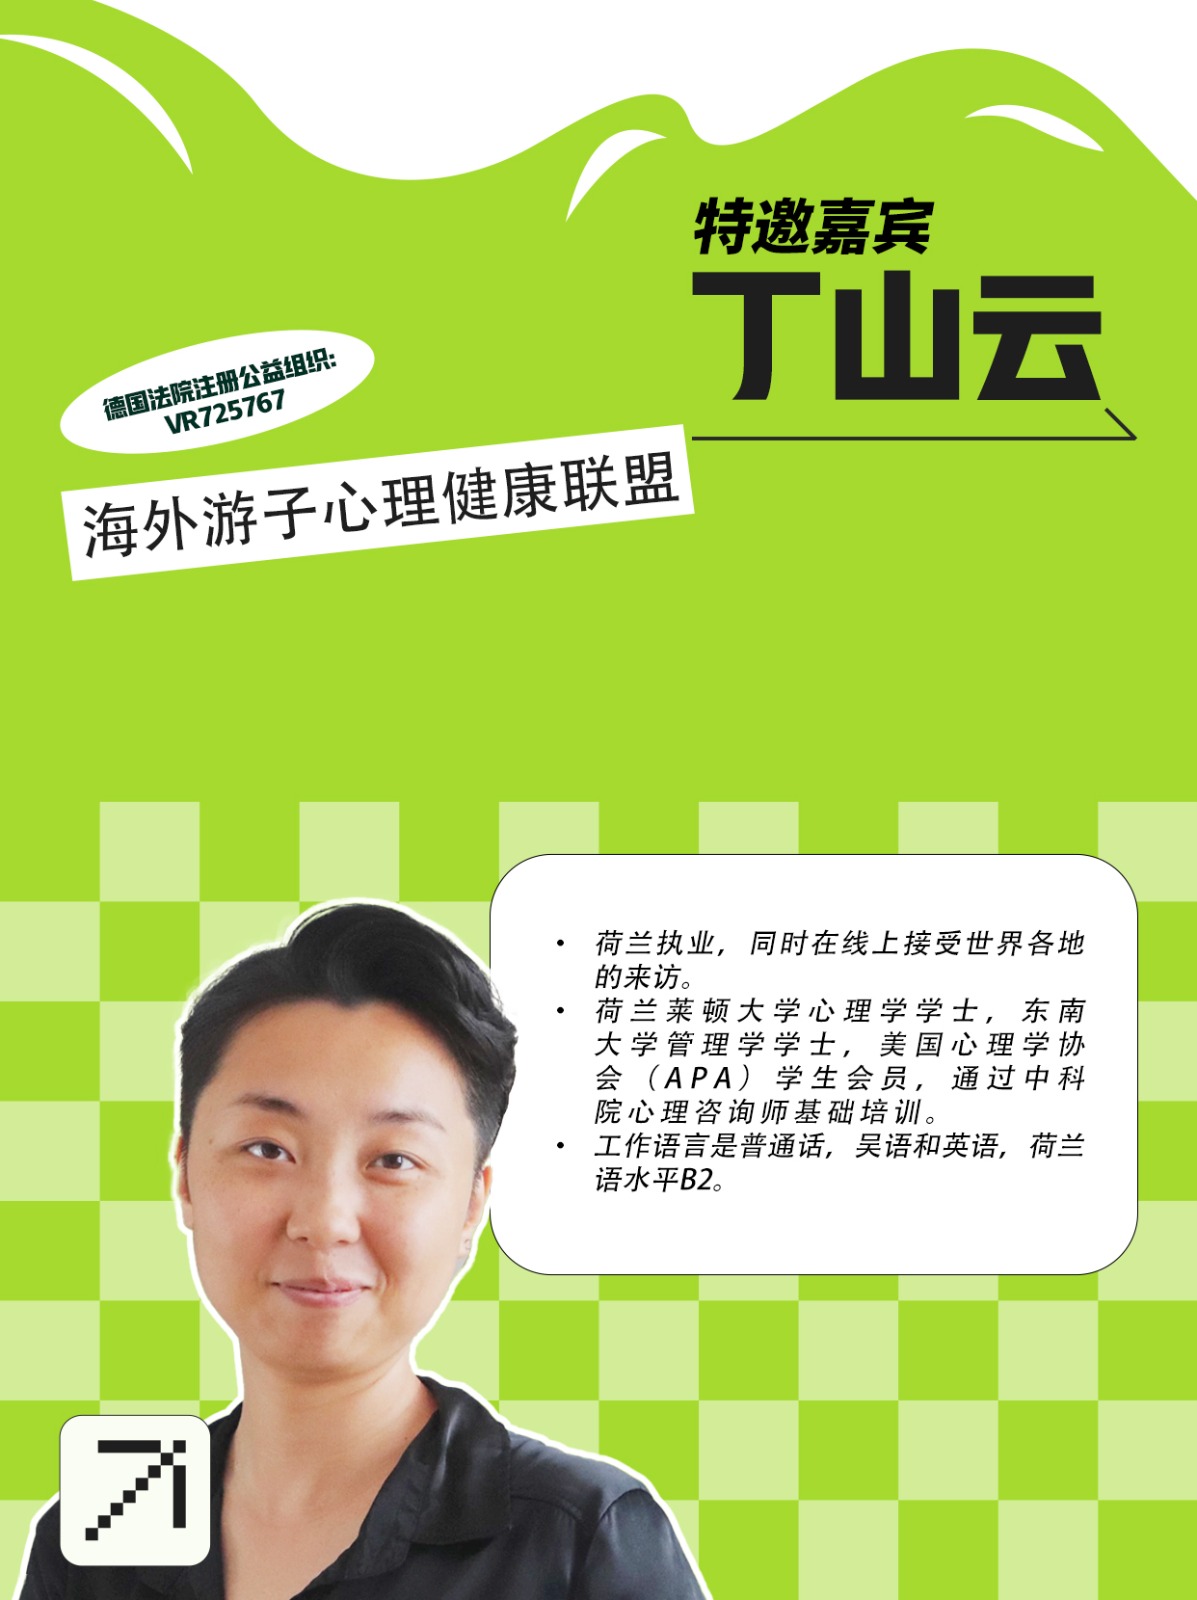 特邀嘉宾
丁山云
德国法院注册公益组织:
VR725767
海外游子心理健康联盟
• 荷兰执业，同时在线上接受世界各地
的来访。
• 荷兰莱顿大学心理学学士，东南
大学管理学学士，美国心理学协
会（APA）学生会员，通过中科
院心理咨询师基础培训。
• 工作语言是普通话，吴语和英语，荷兰
语水平B2。